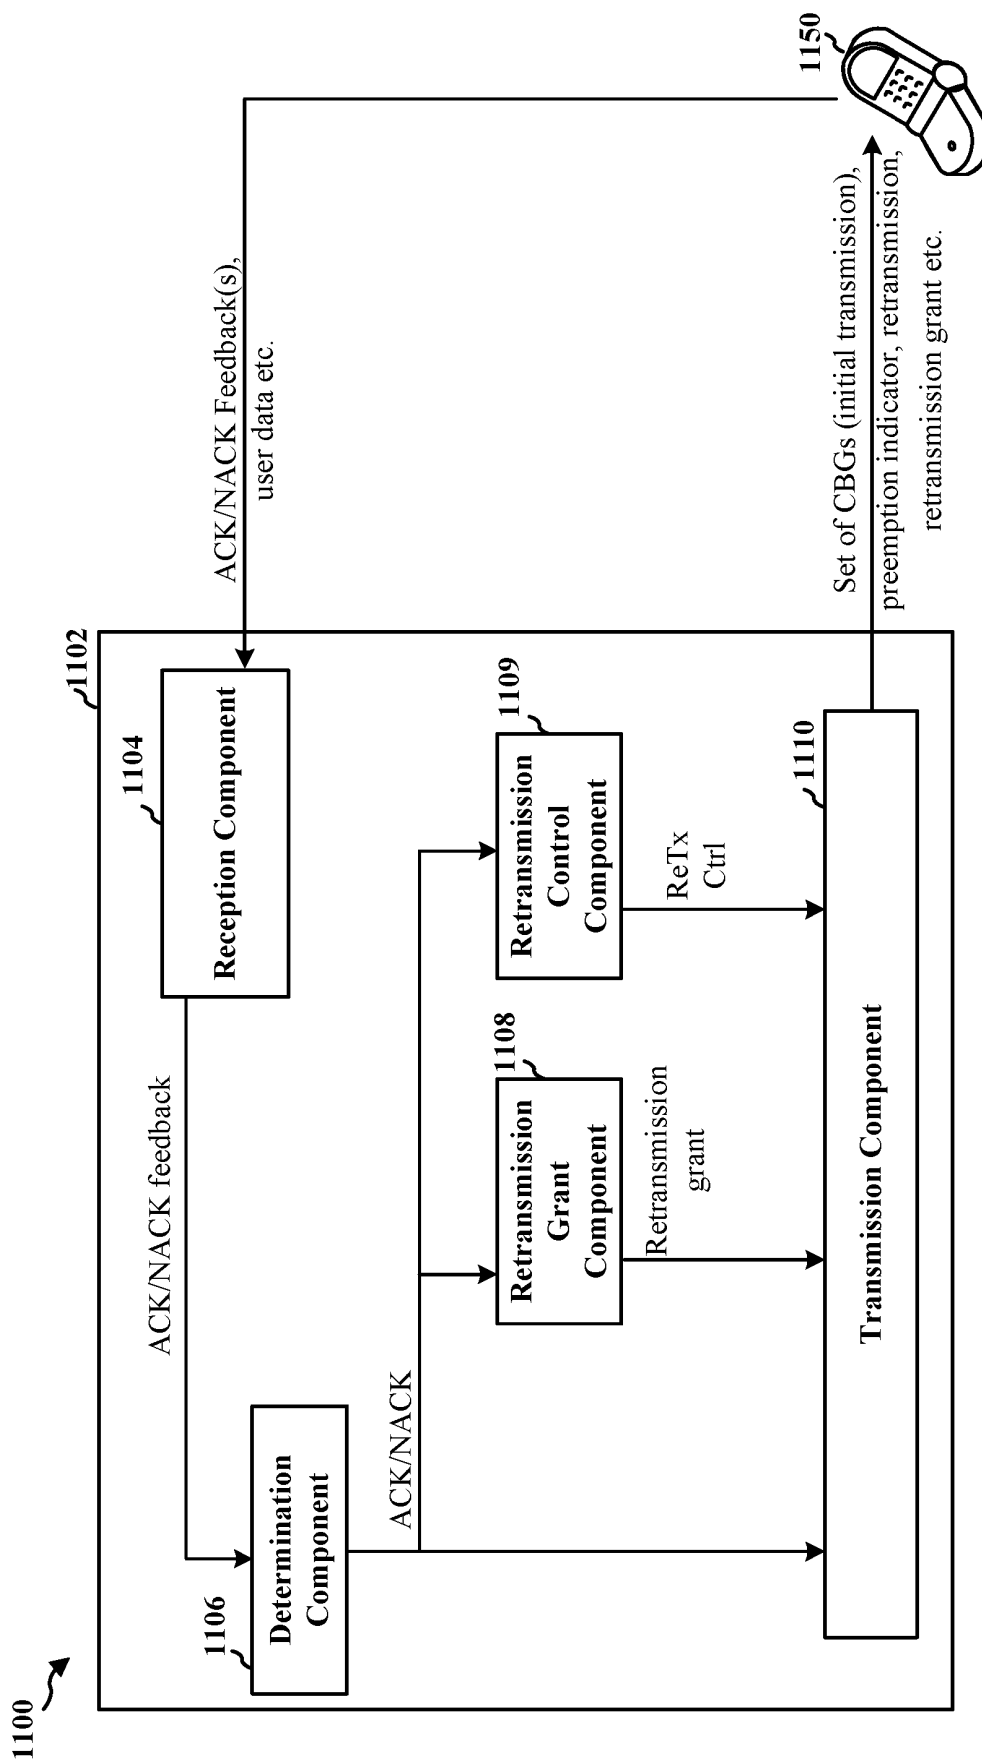 1100
1102
1104
Reception Component
ACK/NACK Feedback(s),
user data etc.
ACK/NACK feedback
1106
Determination
Component
ACK/NACK
1108
Retransmission
Grant
Component
Retransmission
grant
1109
Retransmission
Control
Component
ReTx
Ctrl
1110
Transmission Component
Set of CBGs (initial transmission),
preemption indicator, retransmission,
retransmission grant etc.
1150